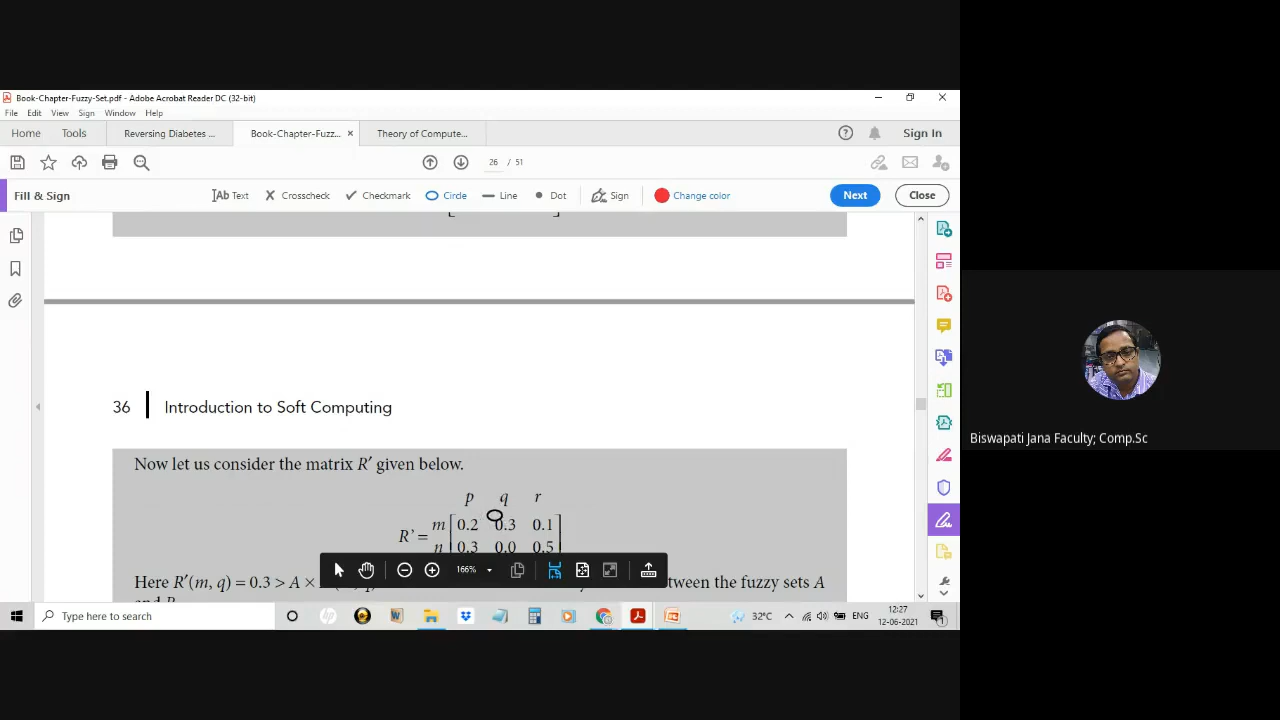 Book-Chapter-Fuzzy-Set.pdf - Adobe Acrobat Reader DC (32-bit)
File Edit View Sign Window Help
Home Tools Reversing Diabetes ... Book-Chapter-Fuzz... × Theory of Compute... Sign In
26 / 51
Fill & Sign Ab Text Crosscheck Checkmark Circle Line Dot Sign Change color Next Close
36 Introduction to Soft Computing
Now let us consider the matrix R′ given below.
p q r
m 0.2 0.3 0.1
R’ =
n 0.3 0.0 0.5
166%
Here R′(m, q) = 0.3 > A × tween the fuzzy sets A
Biswapati Jana Faculty; Comp.Sc
Type here to search 32°C ENG 12:27
12-06-2021